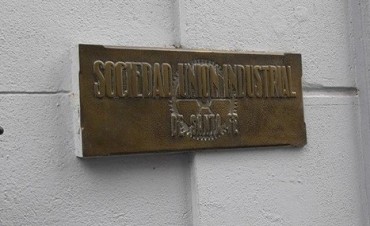 SOCIEDAD UNION INDUSTRIAL
DE SANTA FE